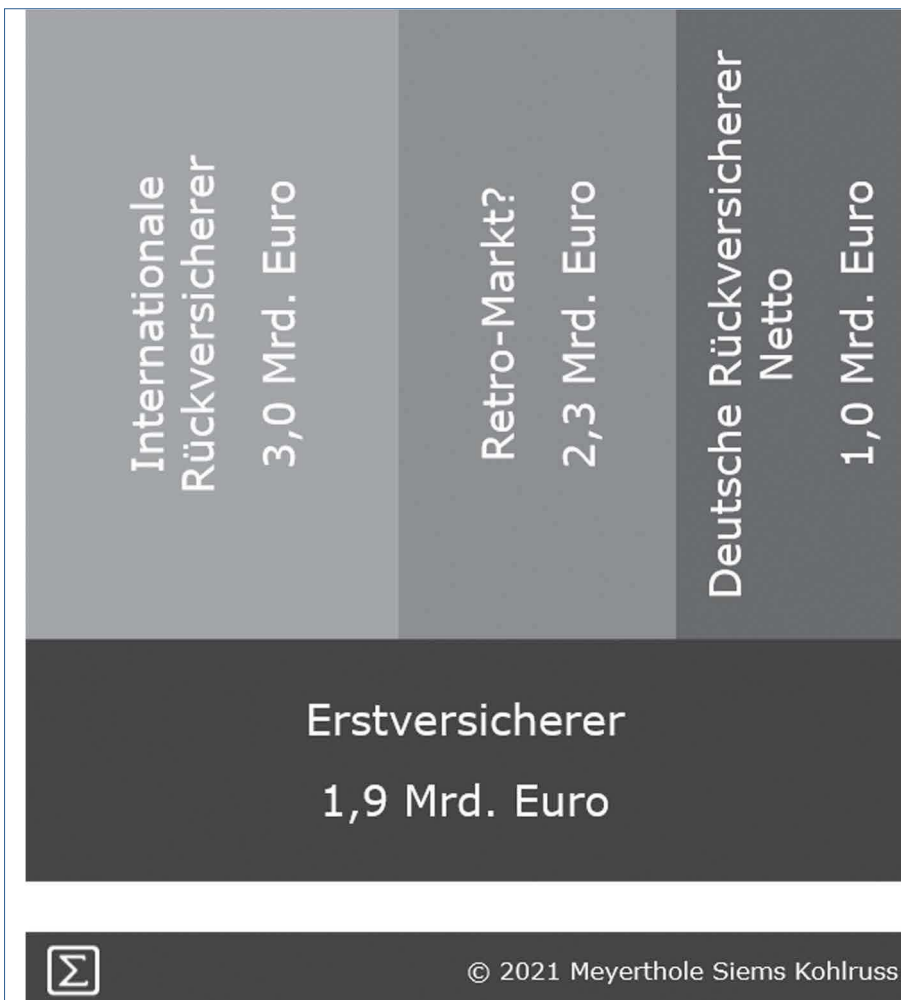 Internationale
Rückversicherer
3,0 Mrd. Euro
Retro-Markt?
2,3 Mrd. Euro
Deutsche Rückversicherer
Netto
1,0 Mrd. Euro
Erstversicherer
1,9 Mrd. Euro
Σ
© 2021 Meyerthole Siems Kohlruss